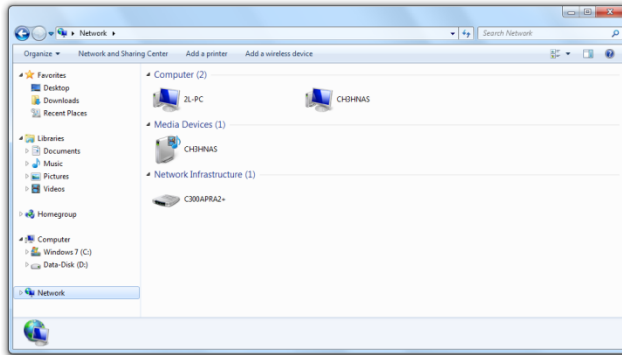 Network
Search Network
Organize
Network and Sharing Center
Add a printer
Add a wireless device
Favorites
Desktop
Downloads
Recent Places
Libraries
Documents
Music
Pictures
Videos
Homegroup
Computer
Windows 7 (C:)
Data-Disk (D:)
Network
Computer (2)
2L-PC
CH3HNAS
Media Devices (1)
CH3HNAS
Network Infrastructure (1)
C300APRA2+